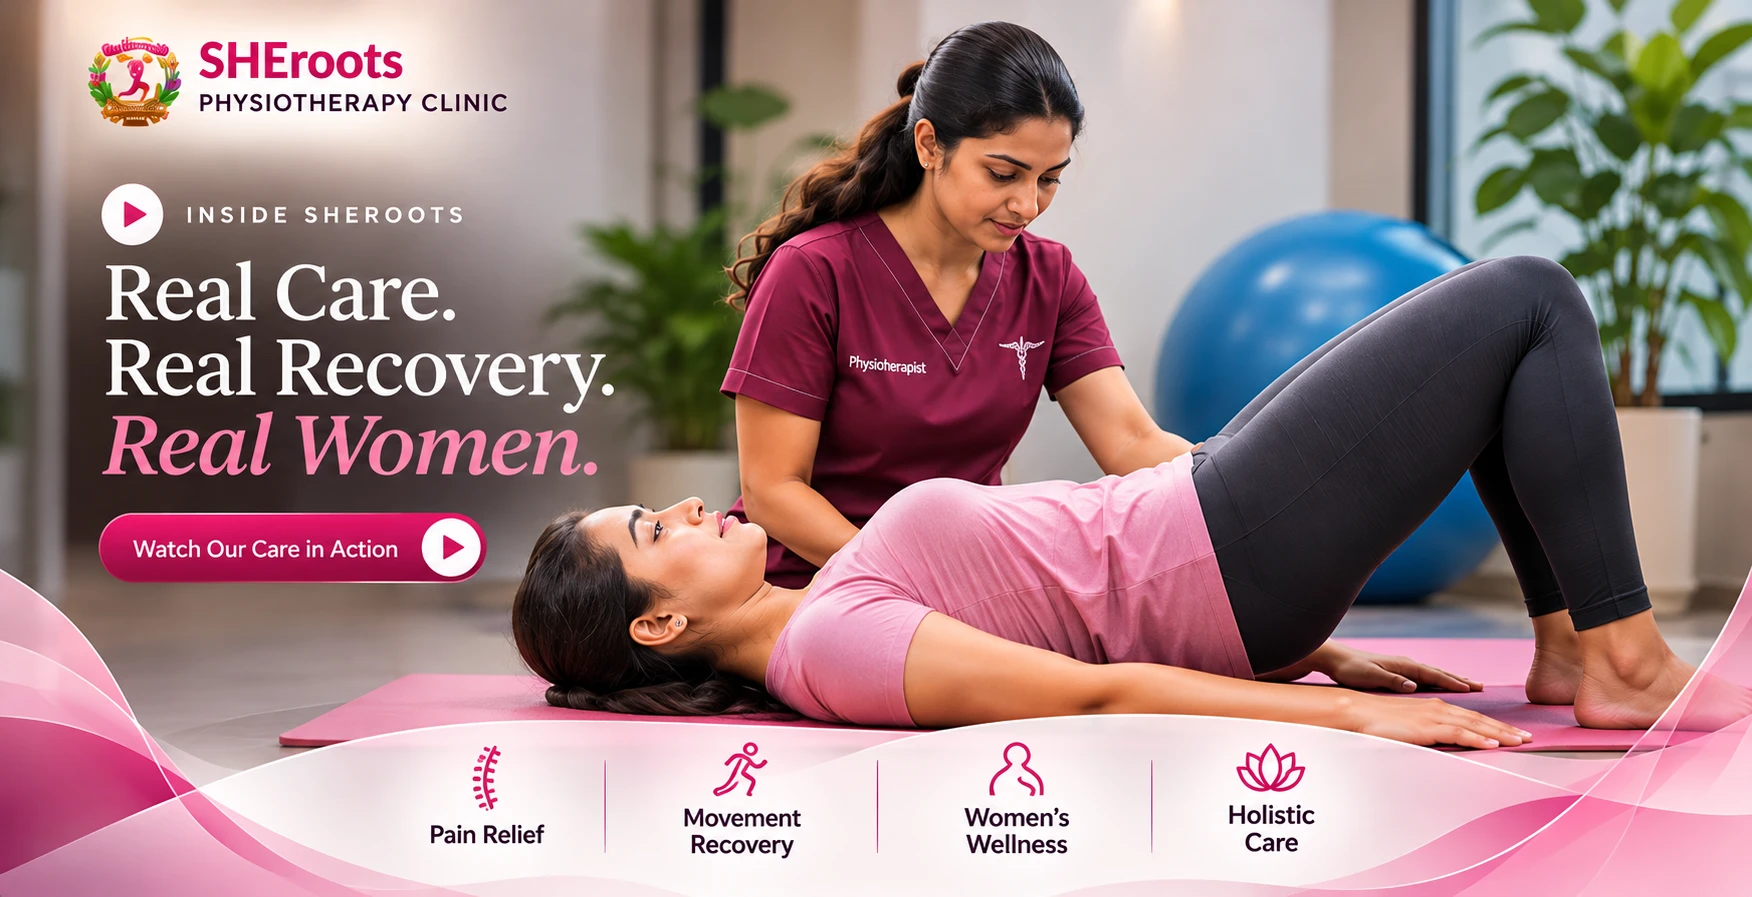 SHEroots
PHYSIOTHERAPY CLINIC
INSIDE SHEROOTS
Real Care.
Real Recovery.
Real Women.
Watch Our Care in Action
Physiotherapist
Pain Relief
Movement
Recovery
Women's
Wellness
Holistic
Care